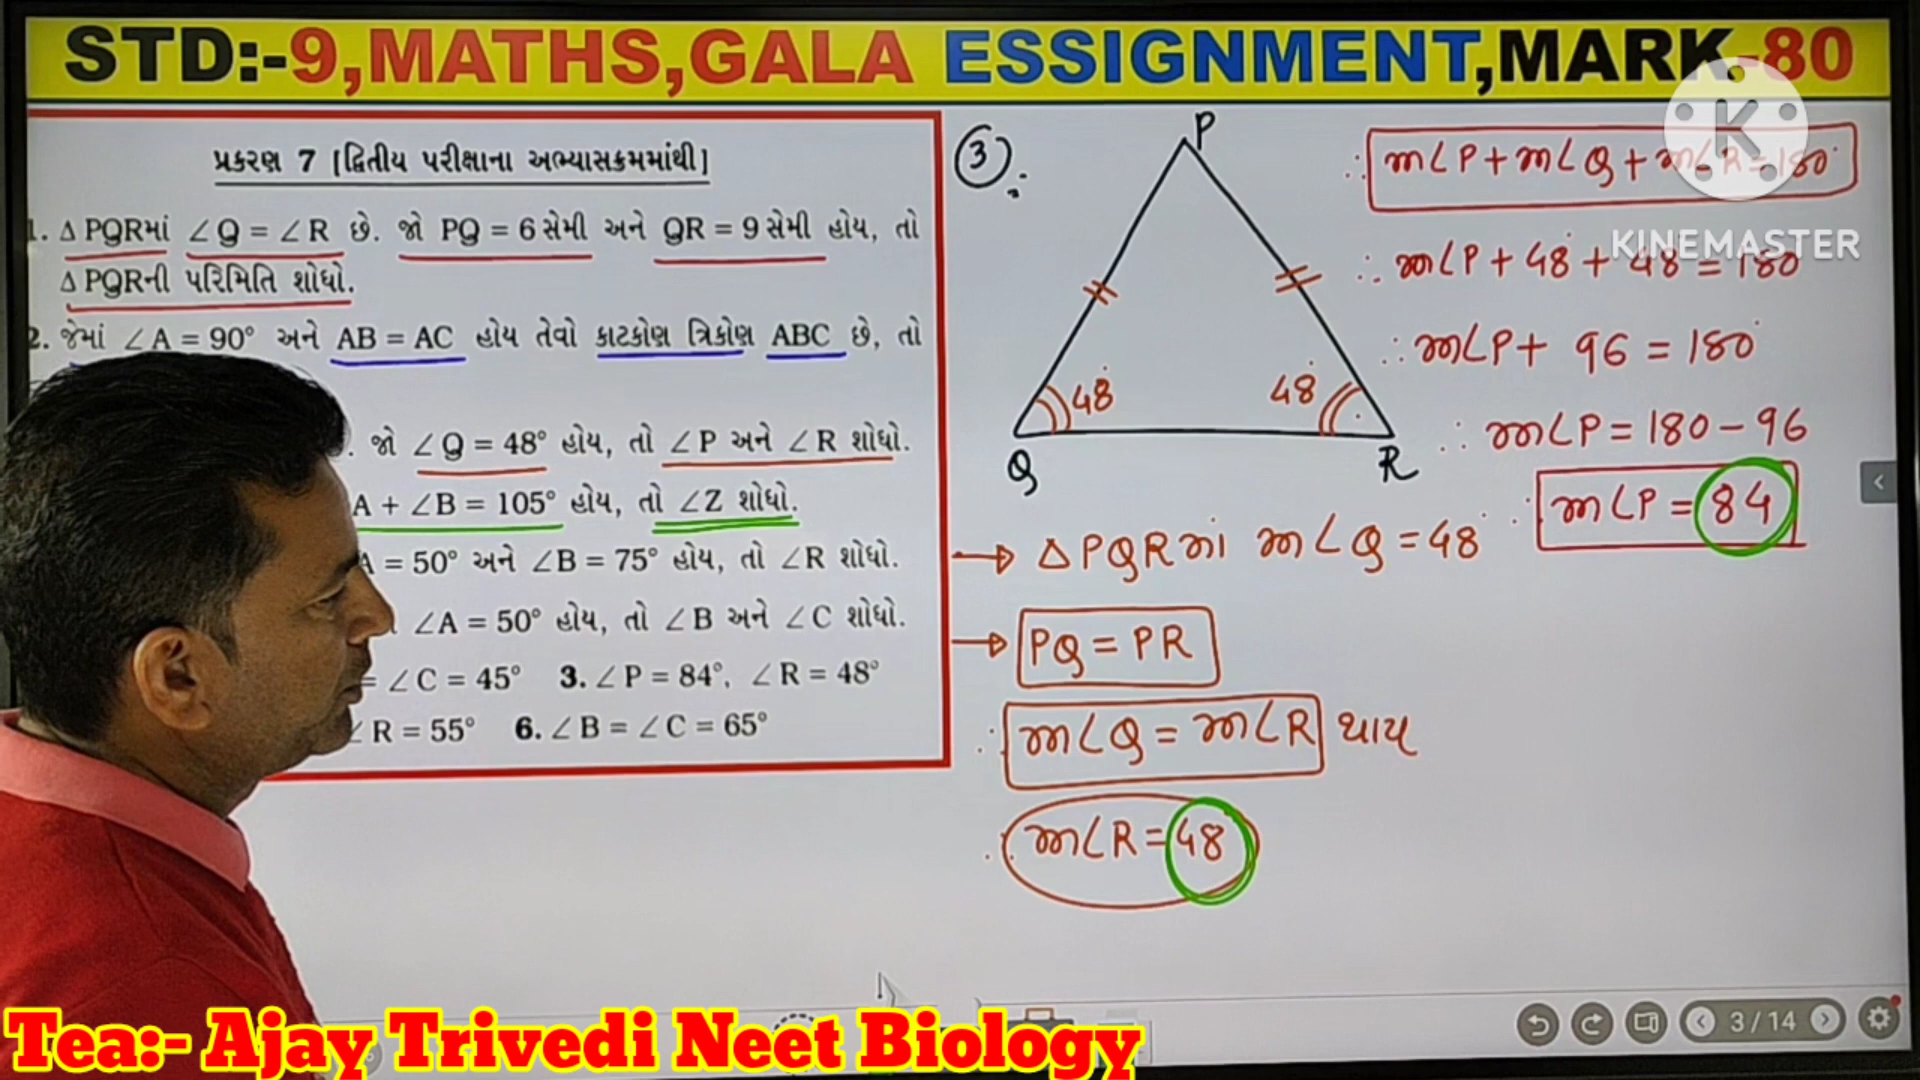 STD:-9,MATHS,GALA ESSIGNMENT,MARK-80
પ્રકરણ 7 [દ્વિતીય પરીક્ષાના અભ્યાસક્રમમાંથી]
1. Δ PQRમાં ∠Q = ∠R છે. જો PQ = 6 સેમી અને QR = 9 સેમી હોય, તો
Δ PQRની પરિમિતિ શોધો.
2. જેમાં ∠A = 90° અને AB = AC હોય તેવો કાટકોણ ત્રિકોણ ABC છે, તો
જો ∠Q = 48° હોય, તો ∠P અને ∠R શોધો.
A + ∠B = 105° હોય, તો ∠Z શોધો.
A = 50° અને ∠B = 75° હોય, તો ∠R શોધો.
∠A = 50° હોય, તો ∠B અને ∠C શોધો.
= ∠C = 45° 3. ∠P = 84°, ∠R = 48°
∠R = 55° 6. ∠B = ∠C = 65°
3
P
48°
48°
Q
R
→ Δ PQRમાં m∠Q = 48°
→ PQ = PR
∴ m∠Q = m∠R થાય
∴ m∠R = 48
∴ m∠P + m∠Q + m∠R = 180°
∴ m∠P + 48° + 48° = 180
∴ m∠P + 96 = 180°
∴ m∠P = 180 - 96
∴ m∠P = 84
K
KINEMASTER
3 / 14
Tea:- Ajay Trivedi Neet Biology